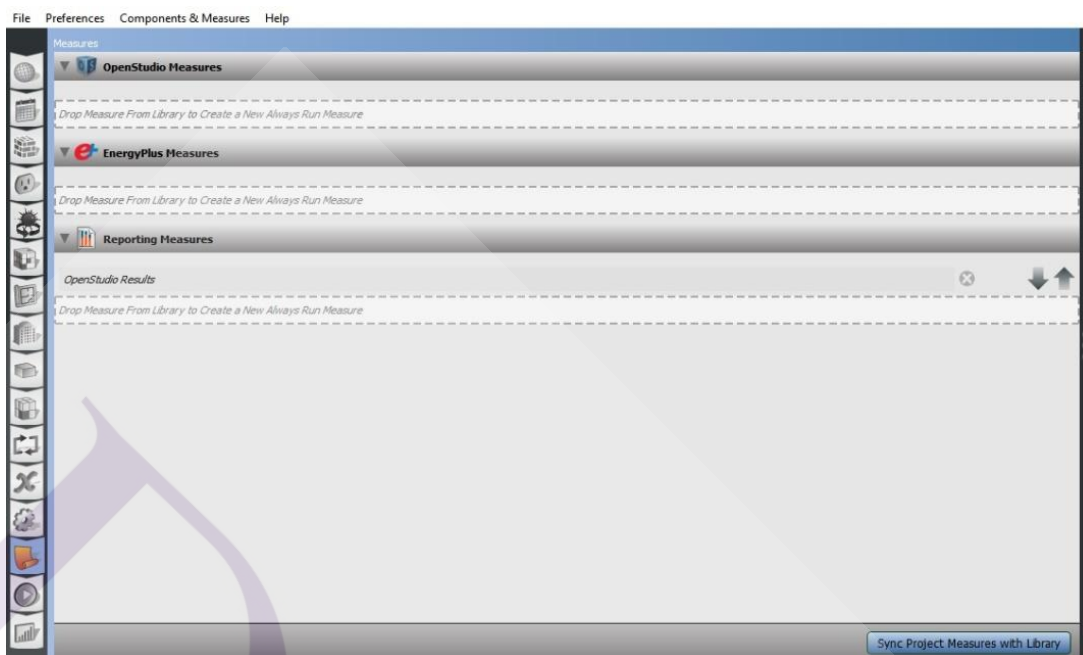 File Preferences Components & Measures Help
Measures
OpenStudio Measures
Drop Measure From Library to Create a New Always Run Measure
EnergyPlus Measures
Drop Measure From Library to Create a New Always Run Measure
Reporting Measures
OpenStudio Results
Drop Measure From Library to Create a New Always Run Measure
Sync Project Measures with Library